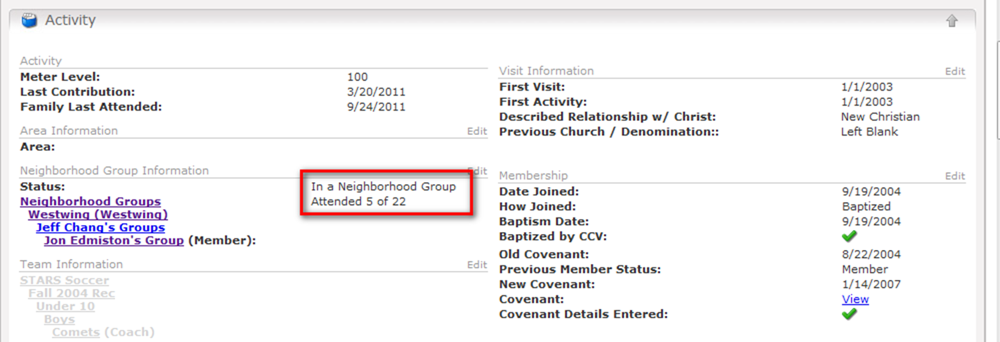 Activity
Activity
Meter Level: 100
Last Contribution: 3/20/2011
Family Last Attended: 9/24/2011
Area Information Edit
Area:
Neighborhood Group Information Edit
Status: In a Neighborhood Group
Neighborhood Groups Attended 5 of 22
Westwing (Westwing)
Jeff Chang's Groups
Jon Edmiston's Group (Member):
Team Information Edit
STARS Soccer
Fall 2004 Rec
Under 10
Boys
Comets (Coach)
Visit Information Edit
First Visit: 1/1/2003
First Activity: 1/1/2003
Described Relationship w/ Christ: New Christian
Previous Church / Denomination:: Left Blank
Membership Edit
Date Joined: 9/19/2004
How Joined: Baptized
Baptism Date: 9/19/2004
Baptized by CCV:
Old Covenant: 8/22/2004
Previous Member Status: Member
New Covenant: 1/14/2007
Covenant: View
Covenant Details Entered: